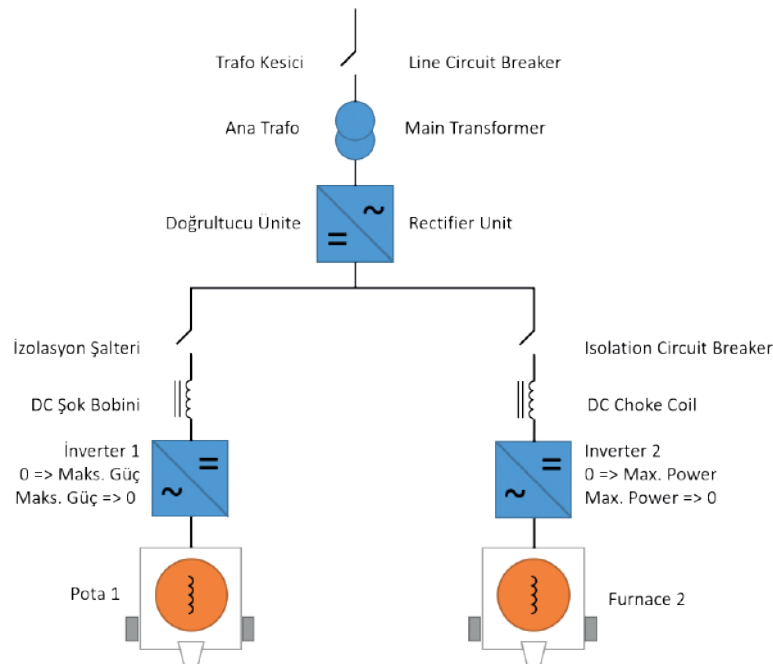 Trafo Kesici
Line Circuit Breaker
Ana Trafo
Main Transformer
Doğrultucu Ünite
Rectifier Unit
İzolasyon Şalteri
Isolation Circuit Breaker
DC Şok Bobini
DC Choke Coil
İnverter 1
0 => Maks. Güç
Maks. Güç => 0
Inverter 2
0 => Max. Power
Max. Power => 0
Pota 1
Furnace 2